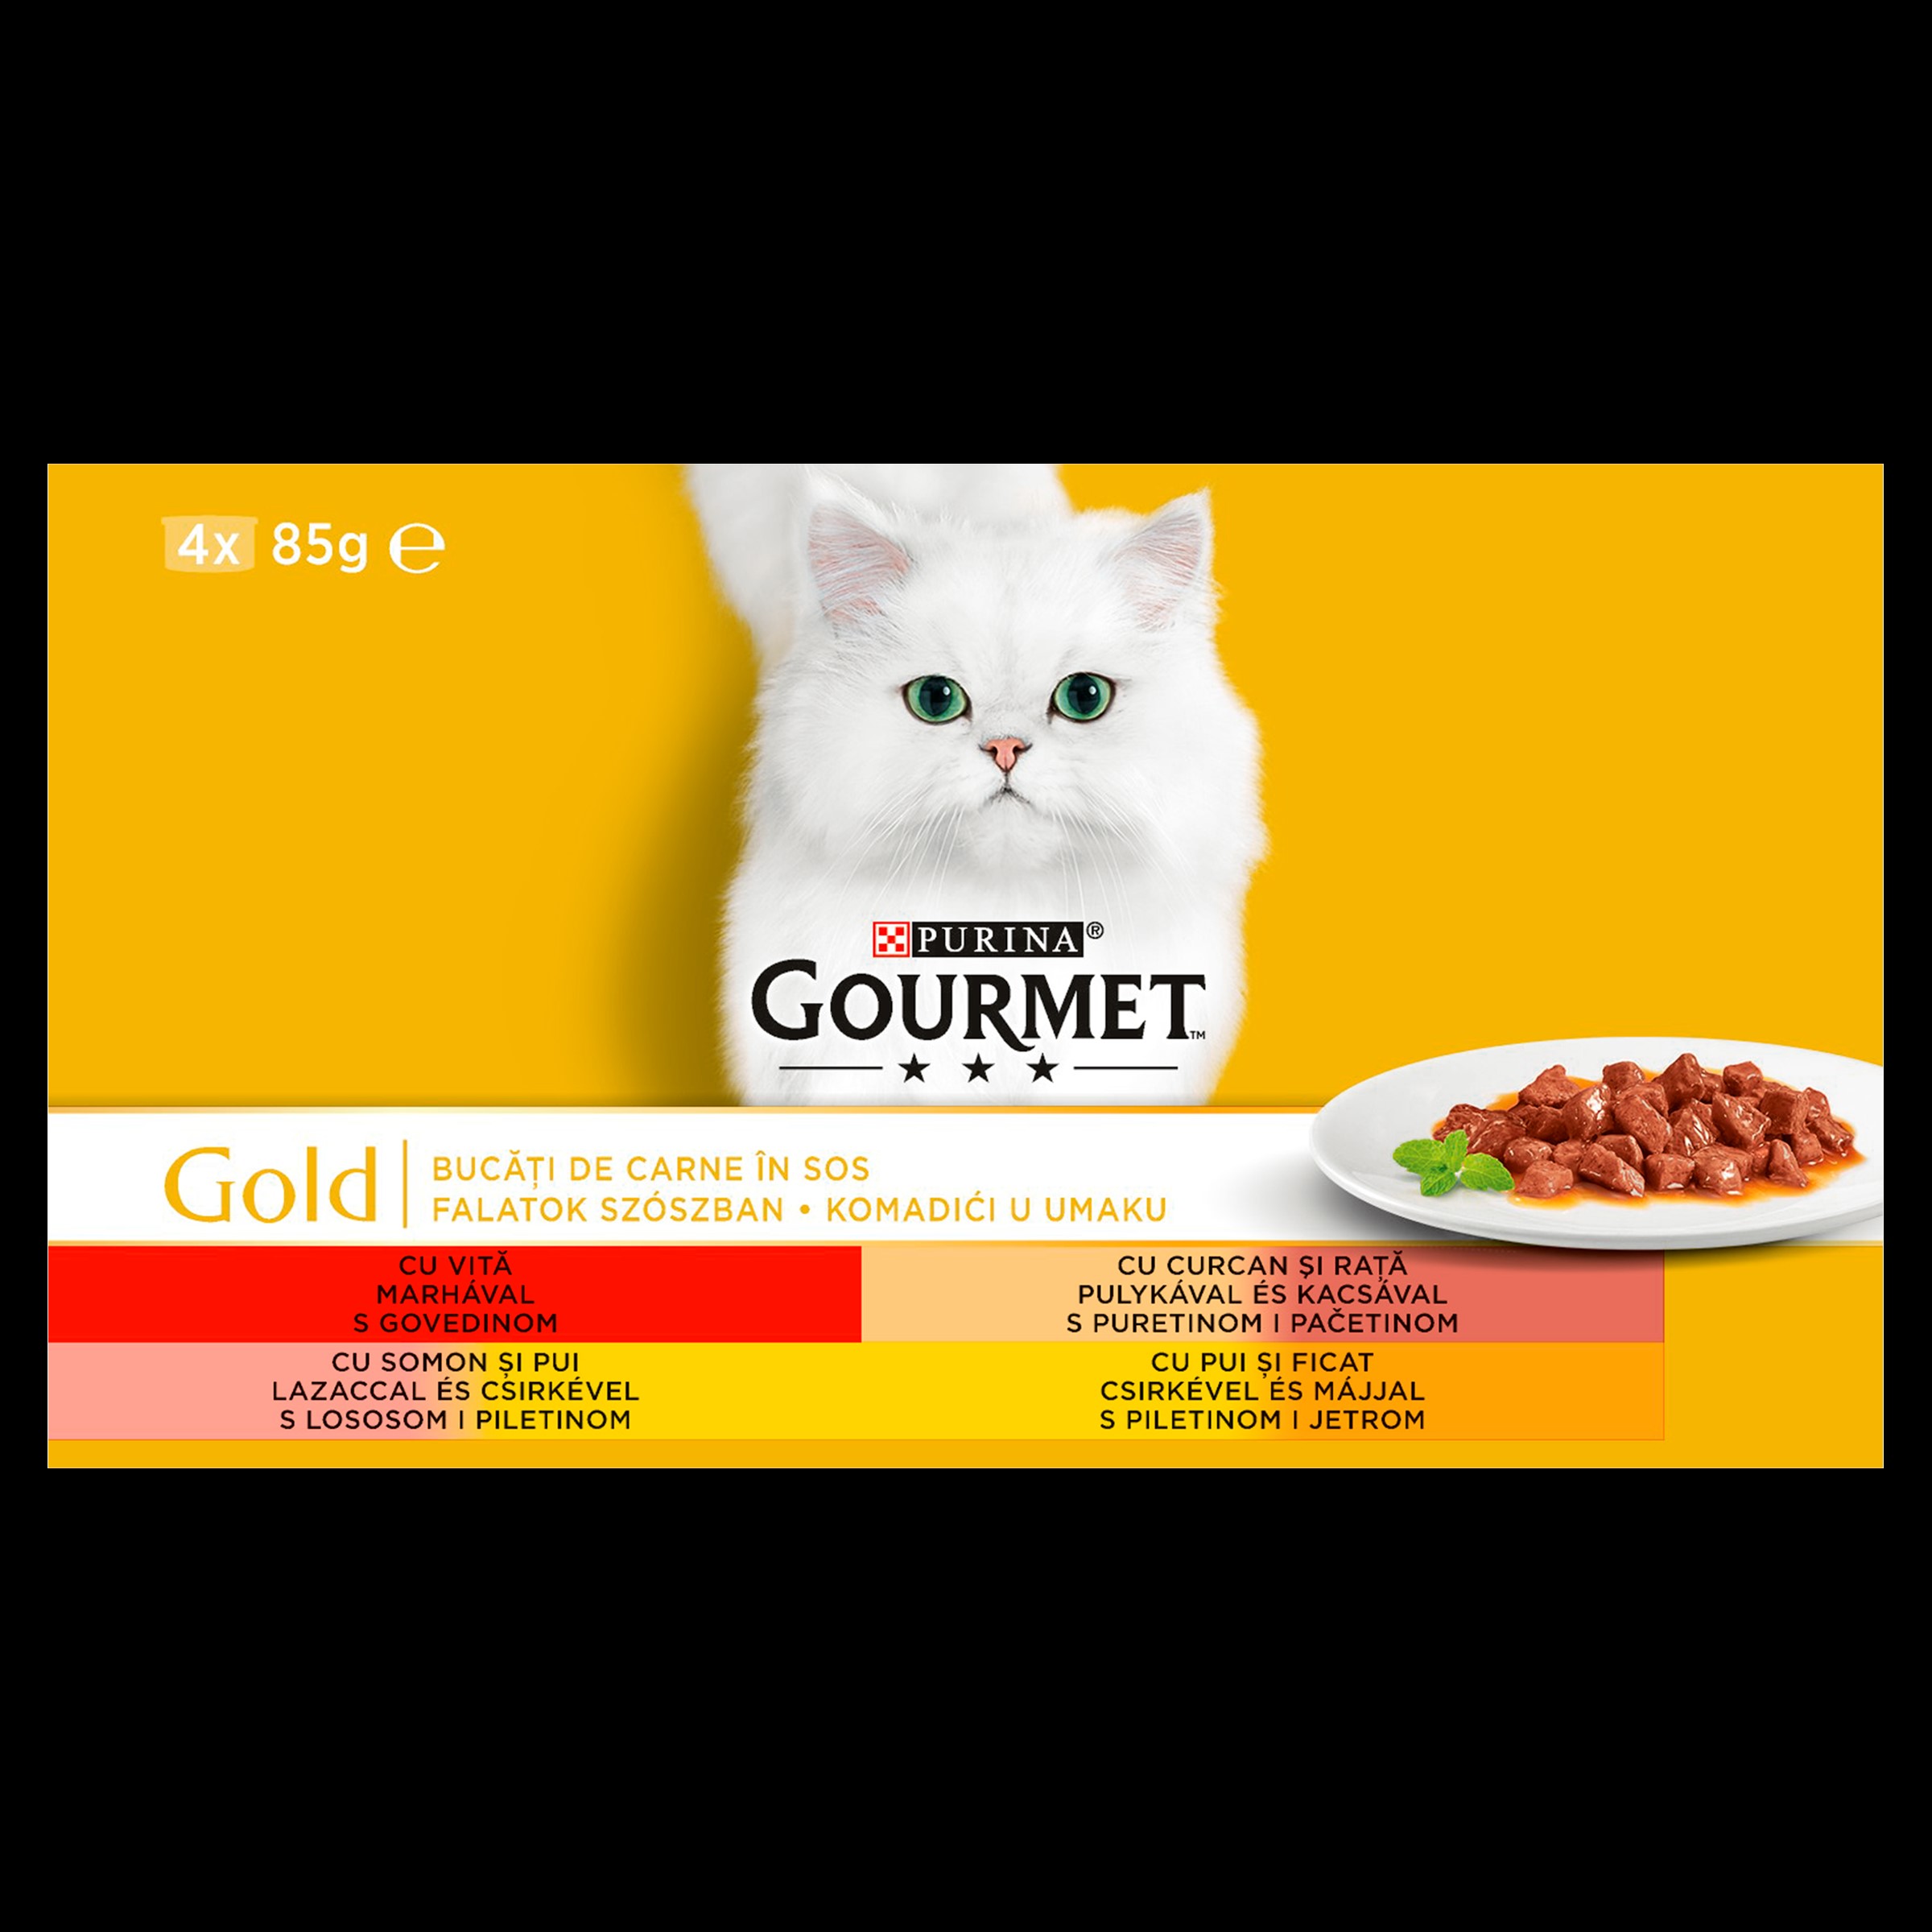 4x 85g ℮
PURINA®
GOURMET™
Gold
BUCĂȚI DE CARNE ÎN SOS
FALATOK SZÓSZBAN • KOMADIĆI U UMAKU
CU VITĂ
MARHÁVAL
S GOVEDINOM
CU CURCAN ȘI RAȚĂ
PULYKÁVAL ÉS KACSÁVAL
S PURETINOM I PAČETINOM
CU SOMON ȘI PUI
LAZACCAL ÉS CSIRKÉVEL
S LOSOSOM I PILETINOM
CU PUI ȘI FICAT
CSIRKÉVEL ÉS MÁJJAL
S PILETINOM I JETROM